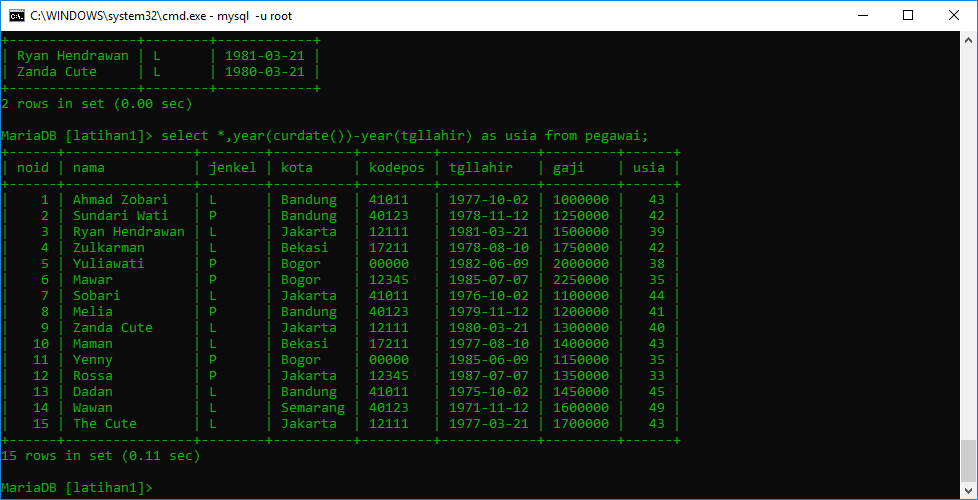 C:\WINDOWS\system32\cmd.exe - mysql  -u root
+----------------+--------+------------+
| Ryan Hendrawan | L      | 1981-03-21 |
| Zanda Cute     | L      | 1980-03-21 |
+----------------+--------+------------+
2 rows in set (0.00 sec)

MariaDB [latihan1]> select *,year(curdate())-year(tgllahir) as usia from pegawai;
+------+----------------+--------+----------+---------+------------+---------+------+
| noid | nama           | jenkel | kota     | kodepos | tgllahir   | gaji    | usia |
+------+----------------+--------+----------+---------+------------+---------+------+
|    1 | Ahmad Zobari   | L      | Bandung  | 41011   | 1977-10-02 | 1000000 |   43 |
|    2 | Sundari Wati   | P      | Bandung  | 40123   | 1978-11-12 | 1250000 |   42 |
|    3 | Ryan Hendrawan | L      | Jakarta  | 12111   | 1981-03-21 | 1500000 |   39 |
|    4 | Zulkarman      | L      | Bekasi   | 17211   | 1978-08-10 | 1750000 |   42 |
|    5 | Yuliawati      | P      | Bogor    | 00000   | 1982-06-09 | 2000000 |   38 |
|    6 | Mawar          | P      | Bogor    | 12345   | 1985-07-07 | 2250000 |   35 |
|    7 | Sobari         | L      | Jakarta  | 41011   | 1976-10-02 | 1100000 |   44 |
|    8 | Melia          | P      | Bandung  | 40123   | 1979-11-12 | 1200000 |   41 |
|    9 | Zanda Cute     | L      | Jakarta  | 12111   | 1980-03-21 | 1300000 |   40 |
|   10 | Maman          | L      | Bekasi   | 17211   | 1977-08-10 | 1400000 |   43 |
|   11 | Yenny          | P      | Bogor    | 00000   | 1985-06-09 | 1150000 |   35 |
|   12 | Rossa          | P      | Jakarta  | 12345   | 1987-07-07 | 1350000 |   33 |
|   13 | Dadan          | L      | Bandung  | 41011   | 1975-10-02 | 1450000 |   45 |
|   14 | Wawan          | L      | Semarang | 40123   | 1971-11-12 | 1600000 |   49 |
|   15 | The Cute       | L      | Jakarta  | 12111   | 1977-03-21 | 1700000 |   43 |
+------+----------------+--------+----------+---------+------------+---------+------+
15 rows in set (0.11 sec)

MariaDB [latihan1]>